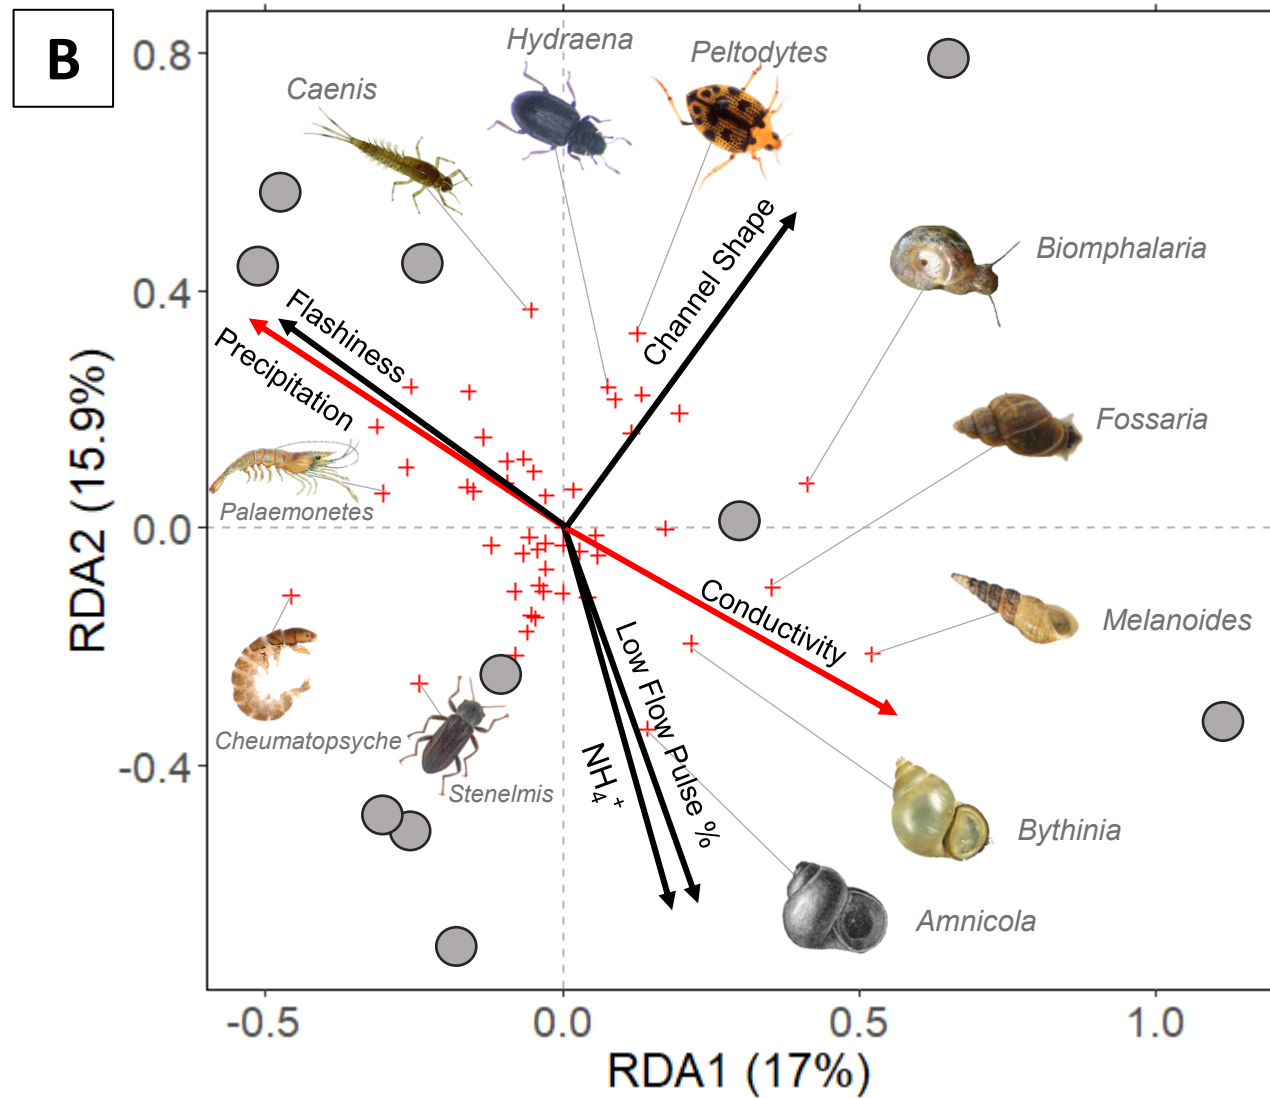 B
Hydraena
Peltodytes
Caenis
0.8
Channel Shape
Biomphalaria
0.4
Flashiness
Precipitation
Fossaria
Palaemonetes
0.0
RDA2 (15.9%)
Conductivity
Melanoides
Low Flow Pulse %
NH₄⁺
Cheumatopsyche
Stenelmis
-0.4
Bythinia
Amnicola
-0.5
0.0
0.5
1.0
RDA1 (17%)